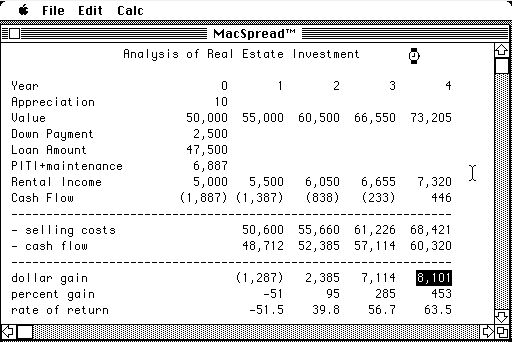 File Edit Calc
MacSpread™
Analysis of Real Estate Investment
Year 0 1 2 3 4
Appreciation 10
Value 50,000 55,000 60,500 66,550 73,205
Down Payment 2,500
Loan Amount 47,500
PITI+maintenance 6,887
Rental Income 5,000 5,500 6,050 6,655 7,320
Cash Flow (1,887) (1,387) (838) (233) 446
- selling costs 50,600 55,660 61,226 68,421
- cash flow 48,712 52,385 57,114 60,320
dollar gain (1,287) 2,385 7,114 8,101
percent gain -51 95 285 453
rate of return -51.5 39.8 56.7 63.5